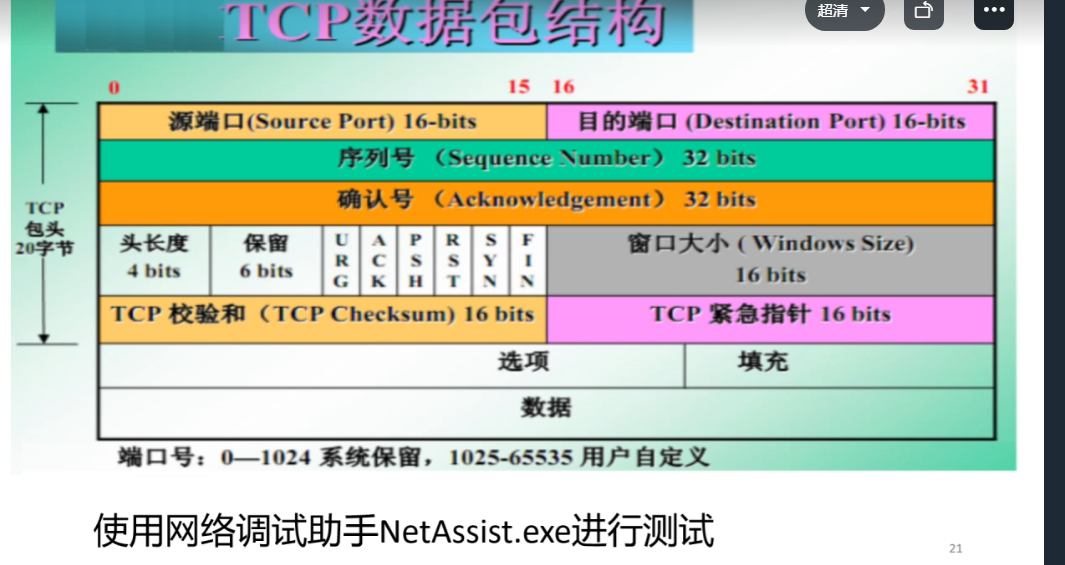 超清
TCP数据包结构
0 15 16 31
源端口(Source Port) 16-bits 目的端口 (Destination Port) 16-bits
序列号 （Sequence Number） 32 bits
确认号 （Acknowledgement） 32 bits
TCP
包头
20字节
头长度
4 bits
保留
6 bits
URG
ACK
PSH
RST
SYN
FIN
窗口大小 ( Windows Size)
16 bits
TCP 校验和（TCP Checksum) 16 bits TCP 紧急指针 16 bits
选项 填充
数据
端口号：0—1024 系统保留，1025-65535 用户自定义
使用网络调试助手NetAssist.exe进行测试
21